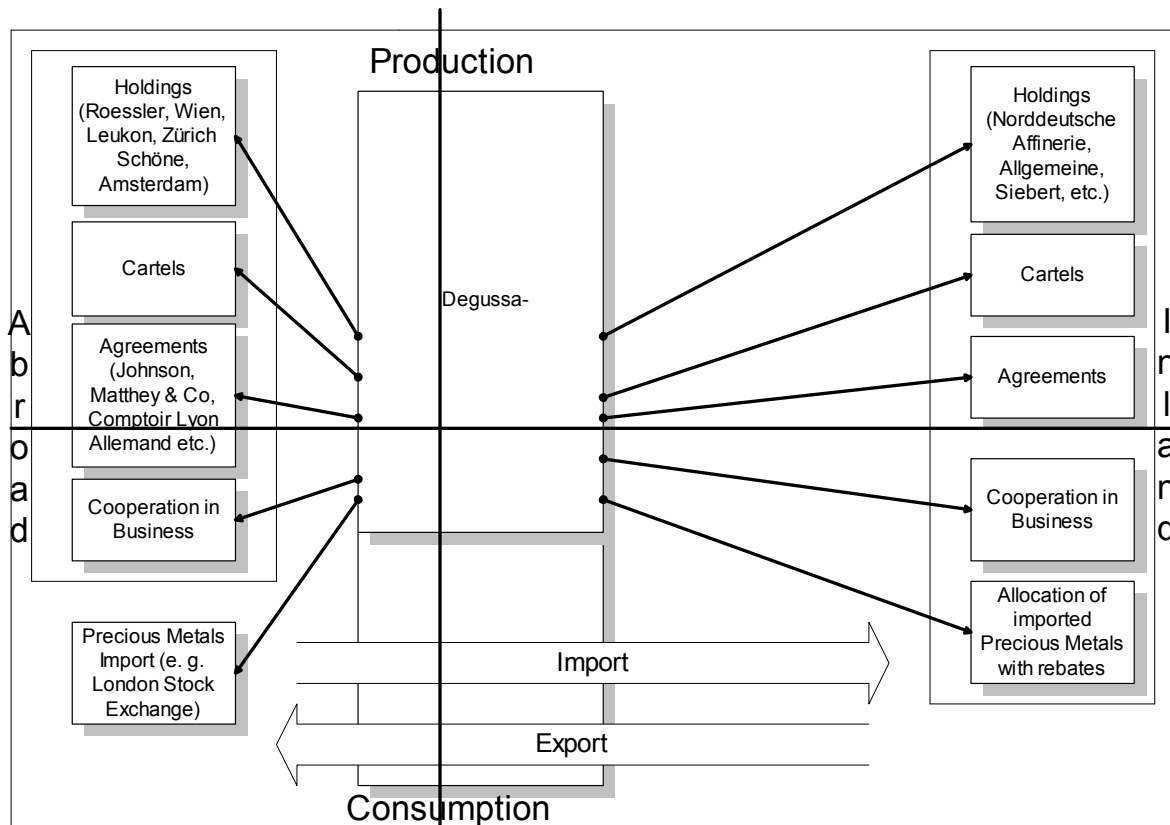 Production
Holdings
(Roessler, Wien,
Leukon, Zürich
Schöne,
Amsterdam)
Cartels
Agreements
(Johnson,
Matthey & Co,
Comptoir Lyon
Allemand etc.)
Cooperation in
Business
Precious Metals
Import (e. g.
London Stock
Exchange)
Abroad
Degussa-
Holdings
(Norddeutsche
Affinerie,
Allgemeine,
Siebert, etc.)
Cartels
Agreements
Cooperation in
Business
Allocation of
imported
Precious Metals
with rebates
Inland
Import
Export
Consumption